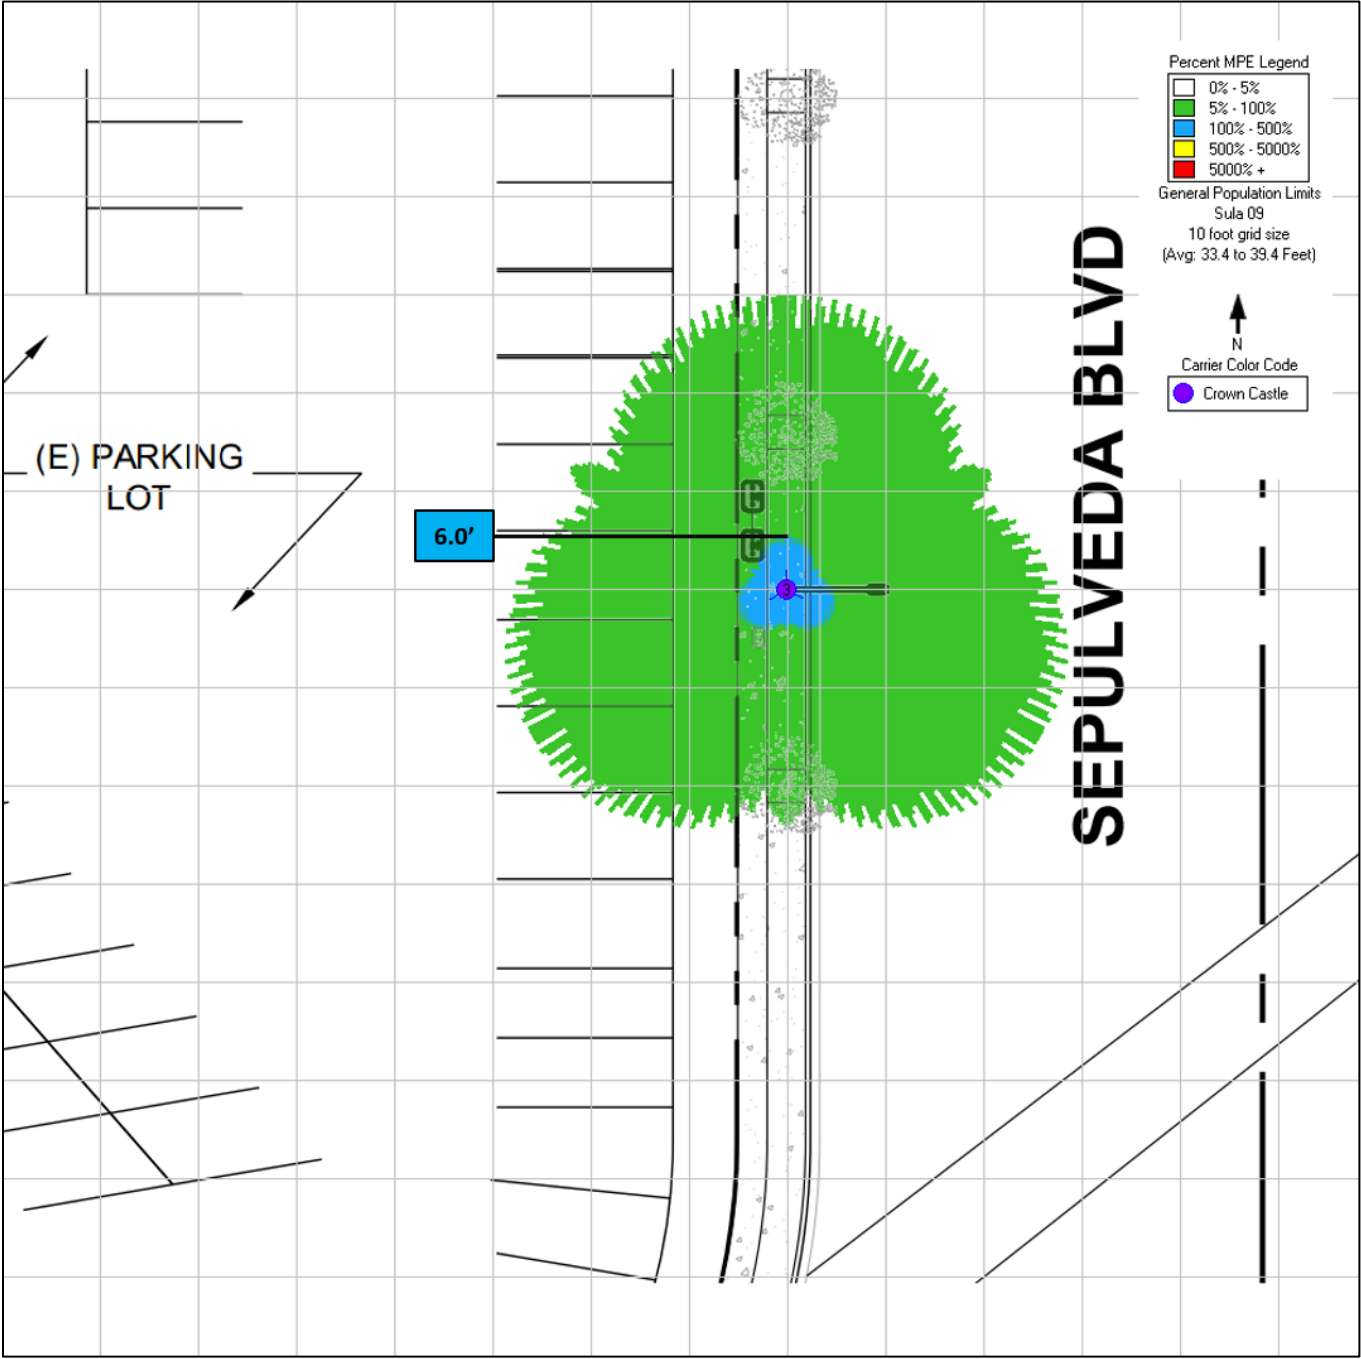 Percent MPE Legend
0% - 5%
5% - 100%
100% - 500%
500% - 5000%
5000% +
General Population Limits
Sula 09
10 foot grid size
(Avg: 33.4 to 39.4 Feet)
N
Carrier Color Code
Crown Castle
SEPULVEDA BLVD
(E) PARKING
LOT
6.0’
3